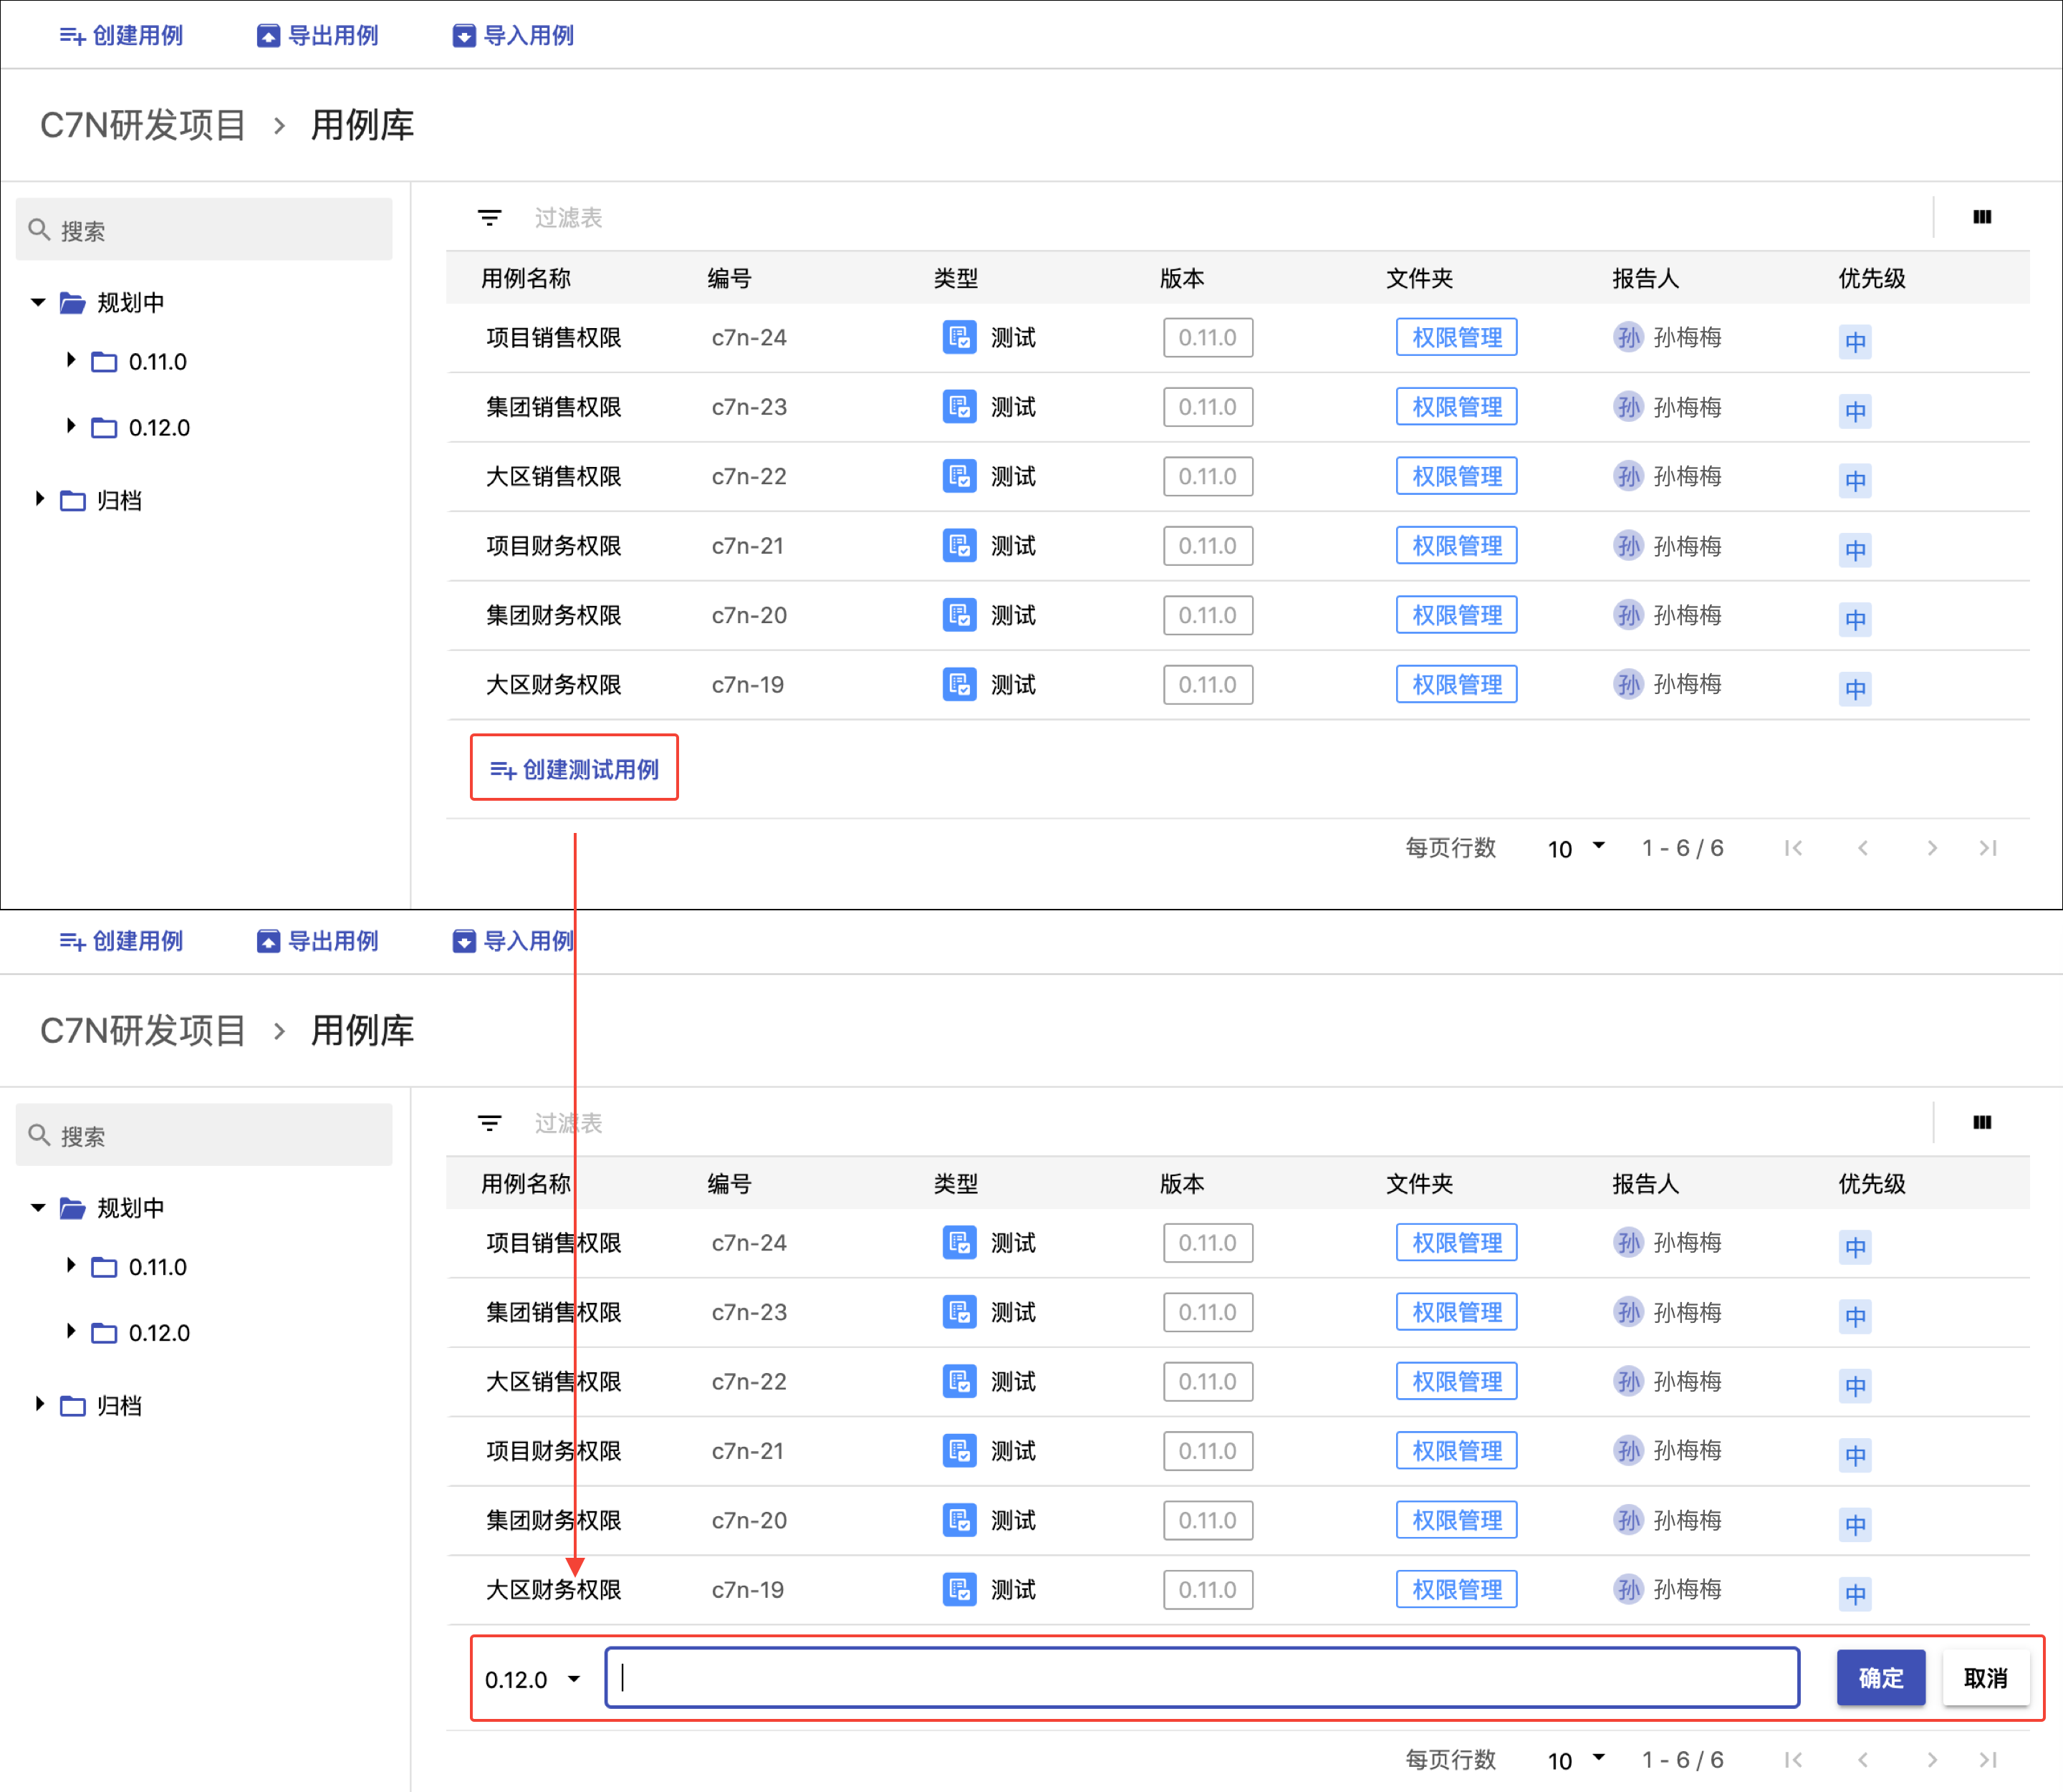 创建用例 导出用例 导入用例
C7N研发项目 > 用例库
搜索 过滤表
用例名称 编号 类型 版本 文件夹 报告人 优先级
规划中
项目销售权限 c7n-24 测试 0.11.0 权限管理 孙 孙梅梅 中
0.11.0
集团销售权限 c7n-23 测试 0.11.0 权限管理 孙 孙梅梅 中
0.12.0
大区销售权限 c7n-22 测试 0.11.0 权限管理 孙 孙梅梅 中
归档
项目财务权限 c7n-21 测试 0.11.0 权限管理 孙 孙梅梅 中
集团财务权限 c7n-20 测试 0.11.0 权限管理 孙 孙梅梅 中
大区财务权限 c7n-19 测试 0.11.0 权限管理 孙 孙梅梅 中
创建测试用例
每页行数 10 1 - 6 / 6
创建用例 导出用例 导入用例
C7N研发项目 > 用例库
搜索 过滤表
用例名称 编号 类型 版本 文件夹 报告人 优先级
规划中
项目销售权限 c7n-24 测试 0.11.0 权限管理 孙 孙梅梅 中
0.11.0
集团销售权限 c7n-23 测试 0.11.0 权限管理 孙 孙梅梅 中
0.12.0
大区销售权限 c7n-22 测试 0.11.0 权限管理 孙 孙梅梅 中
归档
项目财务权限 c7n-21 测试 0.11.0 权限管理 孙 孙梅梅 中
集团财务权限 c7n-20 测试 0.11.0 权限管理 孙 孙梅梅 中
大区财务权限 c7n-19 测试 0.11.0 权限管理 孙 孙梅梅 中
0.12.0 确定 取消
每页行数 10 1 - 6 / 6